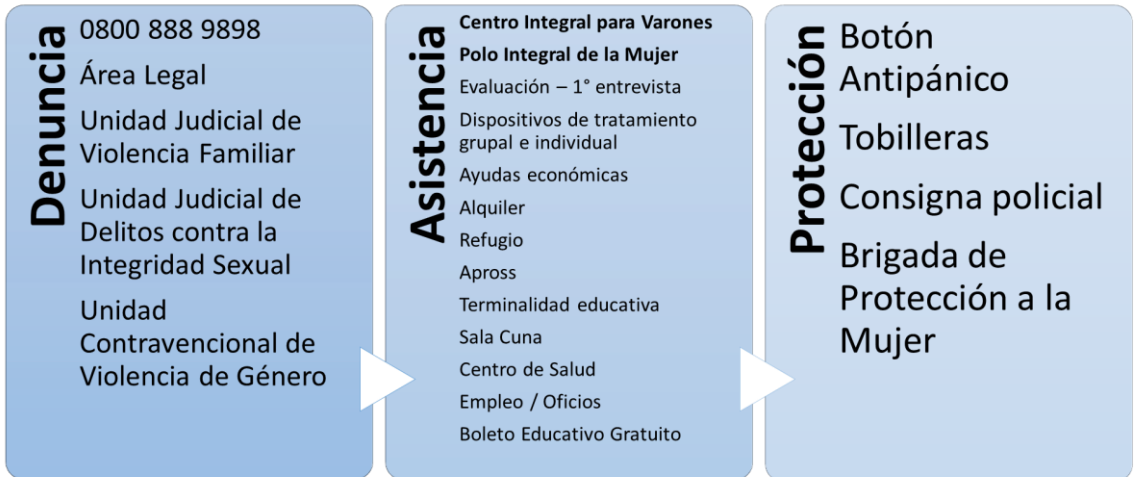 Denuncia
0800 888 9898
Área Legal
Unidad Judicial de
Violencia Familiar
Unidad Judicial de
Delitos contra la
Integridad Sexual
Unidad
Contravencional de
Violencia de Género
Asistencia
Centro Integral para Varones
Polo Integral de la Mujer
Evaluación – 1° entrevista
Dispositivos de tratamiento
grupal e individual
Ayudas económicas
Alquiler
Refugio
Apross
Terminalidad educativa
Sala Cuna
Centro de Salud
Empleo / Oficios
Boleto Educativo Gratuito
Protección
Botón
Antipánico
Tobilleras
Consigna policial
Brigada de
Protección a la
Mujer